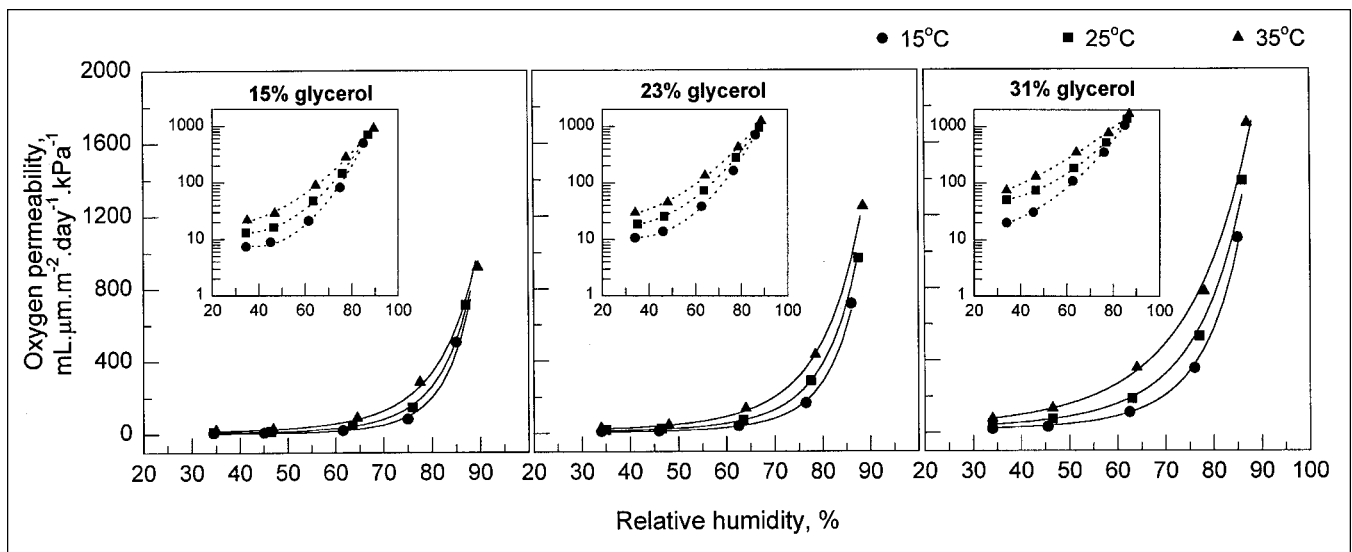 15°C 25°C 35°C
Oxygen permeability,
mL.μm.m⁻².day⁻¹.kPa⁻¹
2000
1600
1200
800
400
0
15% glycerol
1000
100
10
1
20 40 60 80 100
23% glycerol
1000
100
10
1
20 40 60 80 100
31% glycerol
1000
100
10
1
20 40 60 80 100
20 30 40 50 60 70 80 90 20 30 40 50 60 70 80 90 20 30 40 50 60 70 80 90 100
Relative humidity, %